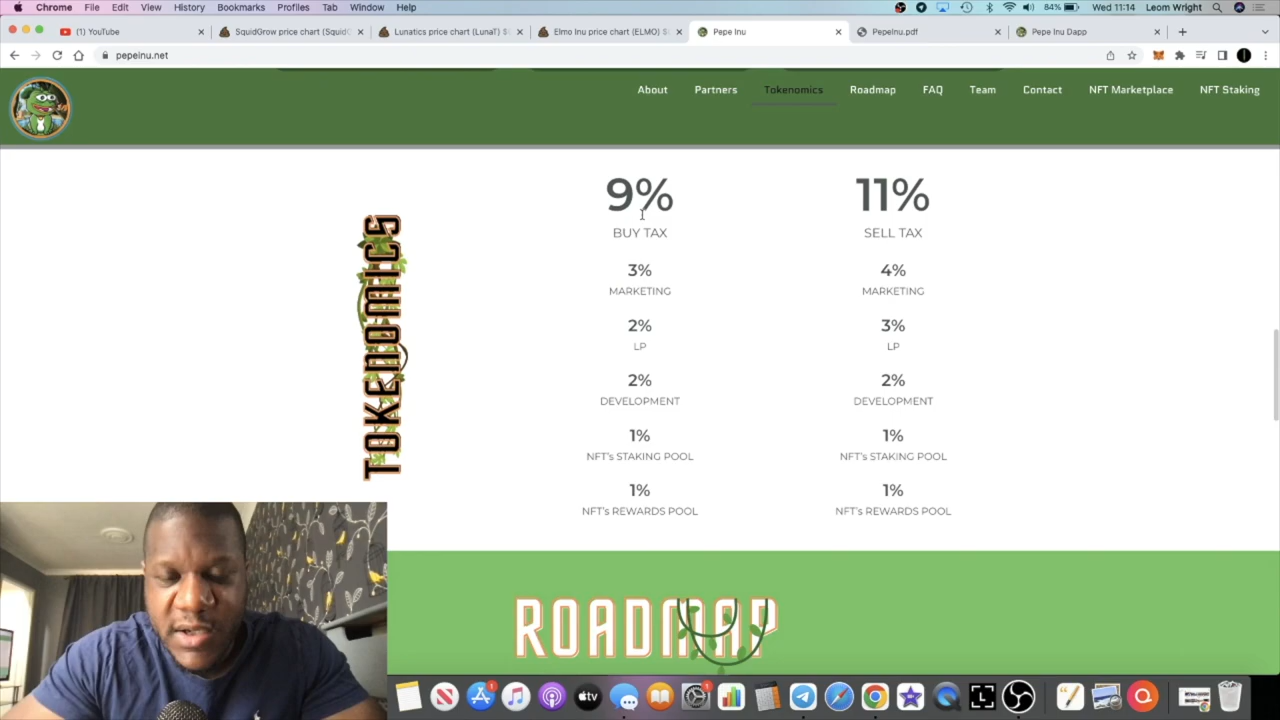 Chrome File Edit View History Bookmarks Profiles Tab Window Help 84% Wed 11:14 Leom Wright
(1) YouTube SquidGrow price chart (SquidG Lunatics price chart (LunaT) $ Elmo Inu price chart (ELMO) $ Pepe Inu PepeInu.pdf Pepe Inu Dapp
pepeinu.net
About Partners Tokenomics Roadmap FAQ Team Contact NFT Marketplace NFT Staking
9% 11%
BUY TAX SELL TAX
3% 4%
MARKETING MARKETING
2% 3%
LP LP
2% 2%
DEVELOPMENT DEVELOPMENT
1% 1%
NFT's STAKING POOL NFT's STAKING POOL
1% 1%
NFT's REWARDS POOL NFT's REWARDS POOL
TOKENOMICS
ROADMAP
tv